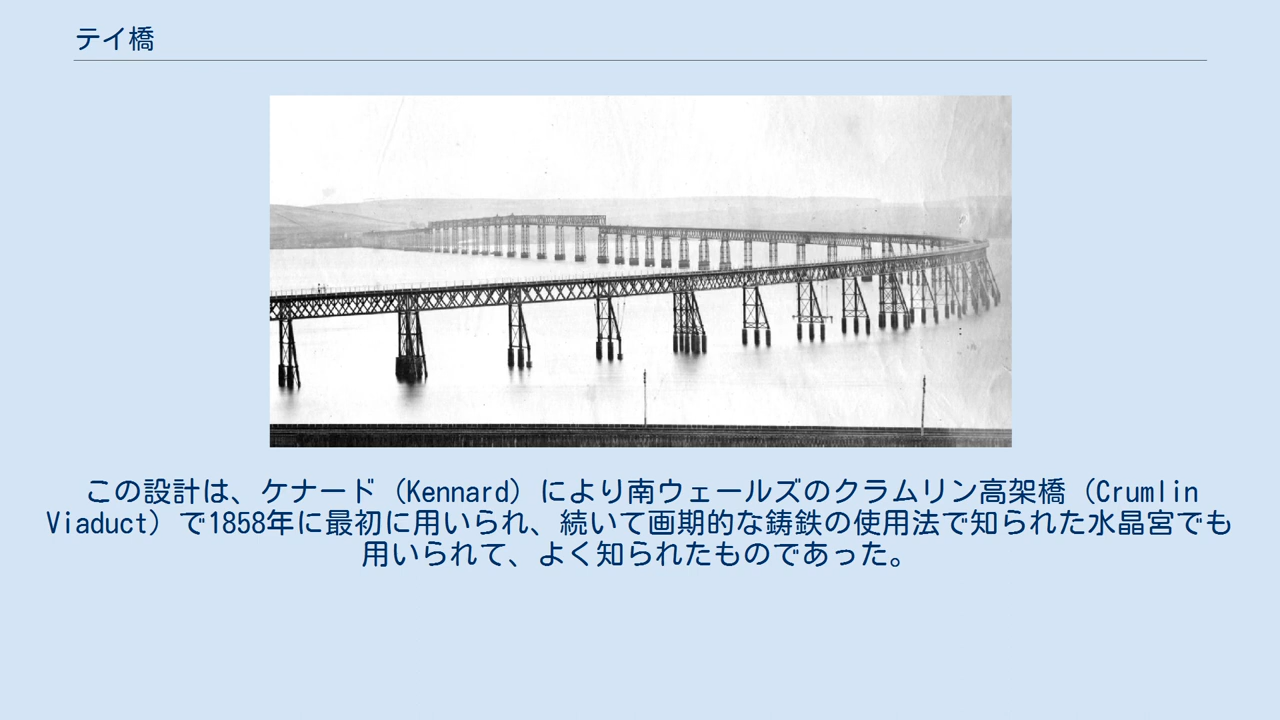 テイ橋
この設計は、ケナード（Kennard）により南ウェールズのクラムリン高架橋（Crumlin
Viaduct）で1858年に最初に用いられ、続いて画期的な鋳鉄の使用法で知られた水晶宮でも
用いられて、よく知られたものであった。